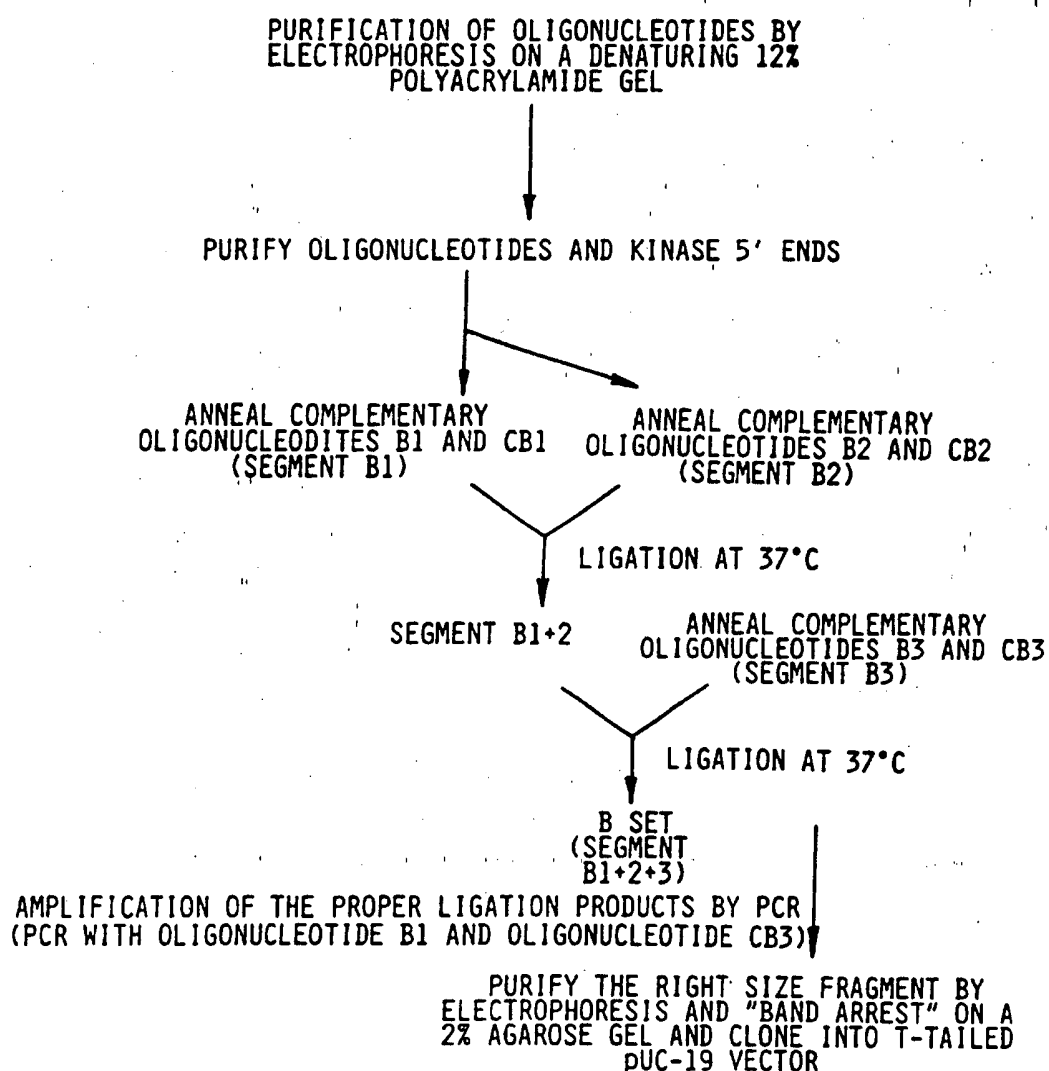 PURIFICATION OF OLIGONUCLEOTIDES BY
ELECTROPHORESIS ON A DENATURING 12%
POLYACRYLAMIDE GEL
PURIFY OLIGONUCLEOTIDES AND KINASE 5' ENDS
ANNEAL COMPLEMENTARY
OLIGONUCLEODITES B1 AND CB1
(SEGMENT B1)
ANNEAL COMPLEMENTARY
OLIGONUCLEOTIDES B2 AND CB2
(SEGMENT B2)
LIGATION AT 37°C
SEGMENT B1+2
ANNEAL COMPLEMENTARY
OLIGONUCLEOTIDES B3 AND CB3
(SEGMENT B3)
LIGATION AT 37°C
B SET
(SEGMENT
B1+2+3)
AMPLIFICATION OF THE PROPER LIGATION PRODUCTS BY PCR
(PCR WITH OLIGONUCLEOTIDE B1 AND OLIGONUCLEOTIDE CB3)
PURIFY THE RIGHT SIZE FRAGMENT BY
ELECTROPHORESIS AND "BAND ARREST" ON A
2% AGAROSE GEL AND CLONE INTO T-TAILED
pUC-19 VECTOR